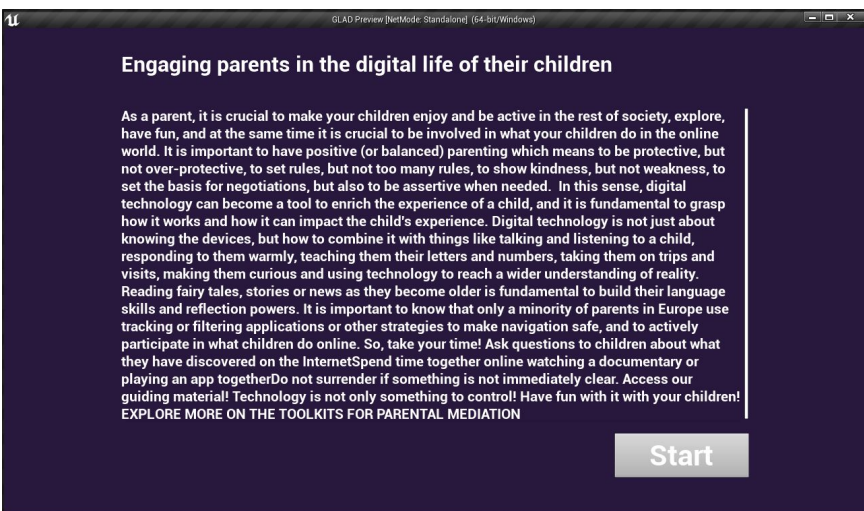 GLAD Preview [NetMode: Standalone] (64-bit/Windows)
Engaging parents in the digital life of their children
As a parent, it is crucial to make your children enjoy and be active in the rest of society, explore,
have fun, and at the same time it is crucial to be involved in what your children do in the online
world. It is important to have positive (or balanced) parenting which means to be protective, but
not over-protective, to set rules, but not too many rules, to show kindness, but not weakness, to
set the basis for negotiations, but also to be assertive when needed.  In this sense, digital
technology can become a tool to enrich the experience of a child, and it is fundamental to grasp
how it works and how it can impact the child's experience. Digital technology is not just about
knowing the devices, but how to combine it with things like talking and listening to a child,
responding to them warmly, teaching them their letters and numbers, taking them on trips and
visits, making them curious and using technology to reach a wider understanding of reality.
Reading fairy tales, stories or news as they become older is fundamental to build their language
skills and reflection powers. It is important to know that only a minority of parents in Europe use
tracking or filtering applications or other strategies to make navigation safe, and to actively
participate in what children do online. So, take your time! Ask questions to children about what
they have discovered on the InternetSpend time together online watching a documentary or
playing an app togetherDo not surrender if something is not immediately clear. Access our
guiding material! Technology is not only something to control! Have fun with it with your children!
EXPLORE MORE ON THE TOOLKITS FOR PARENTAL MEDIATION
Start